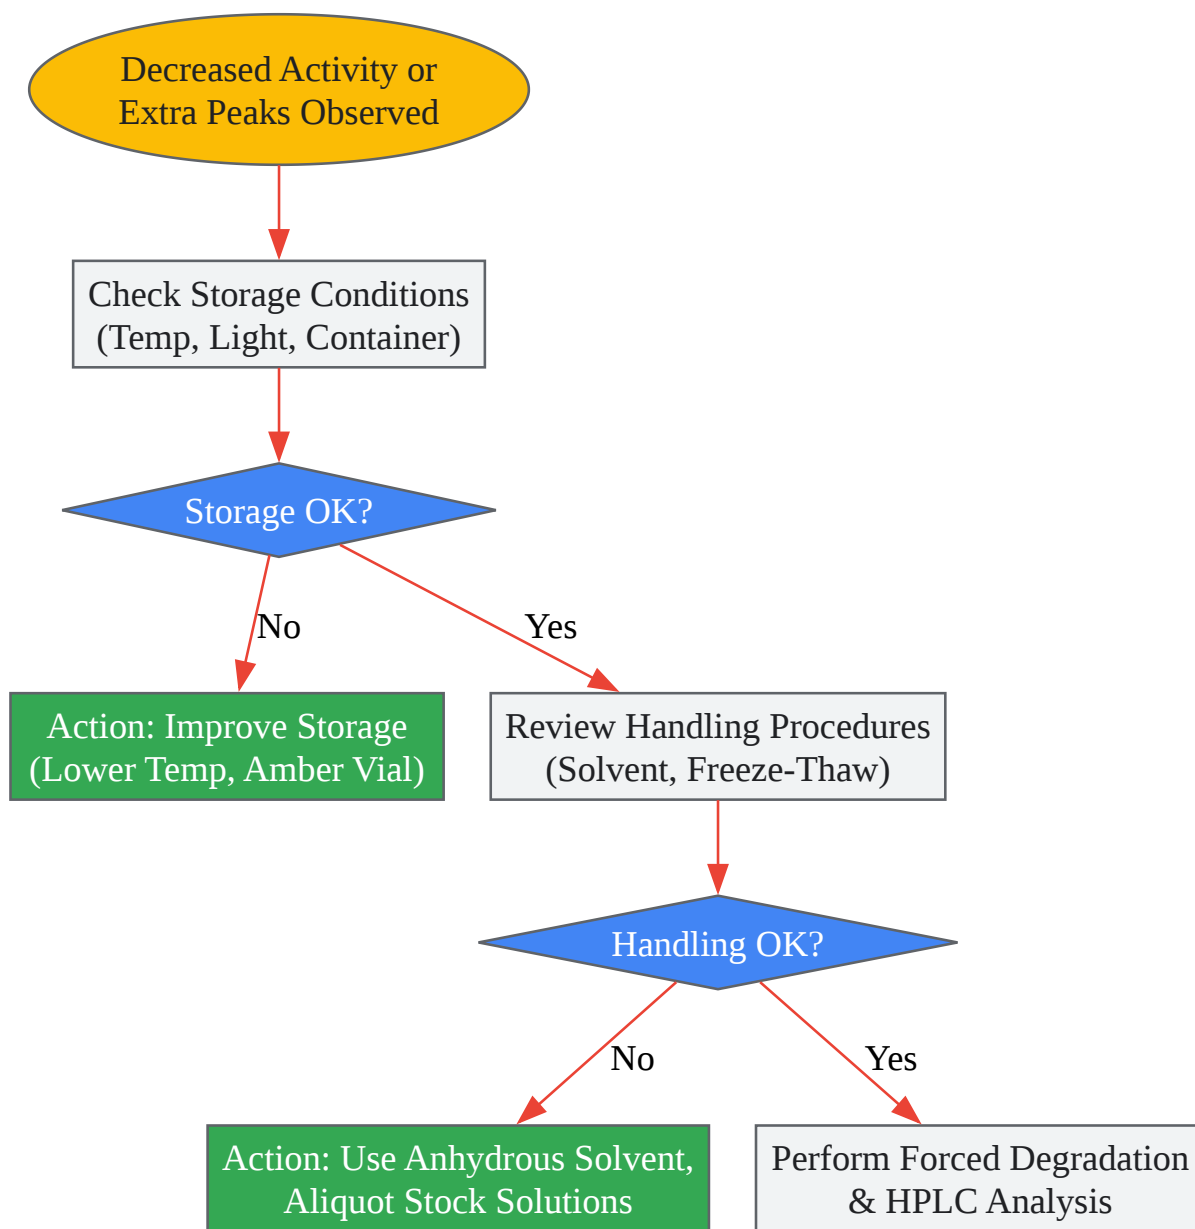 Decreased Activity or
Extra Peaks Observed
Check Storage Conditions
(Temp, Light, Container)
Storage OK?
No
Yes
Action: Improve Storage
(Lower Temp, Amber Vial)
Review Handling Procedures
(Solvent, Freeze-Thaw)
Handling OK?
No
Yes
Action: Use Anhydrous Solvent,
Aliquot Stock Solutions
Perform Forced Degradation
& HPLC Analysis